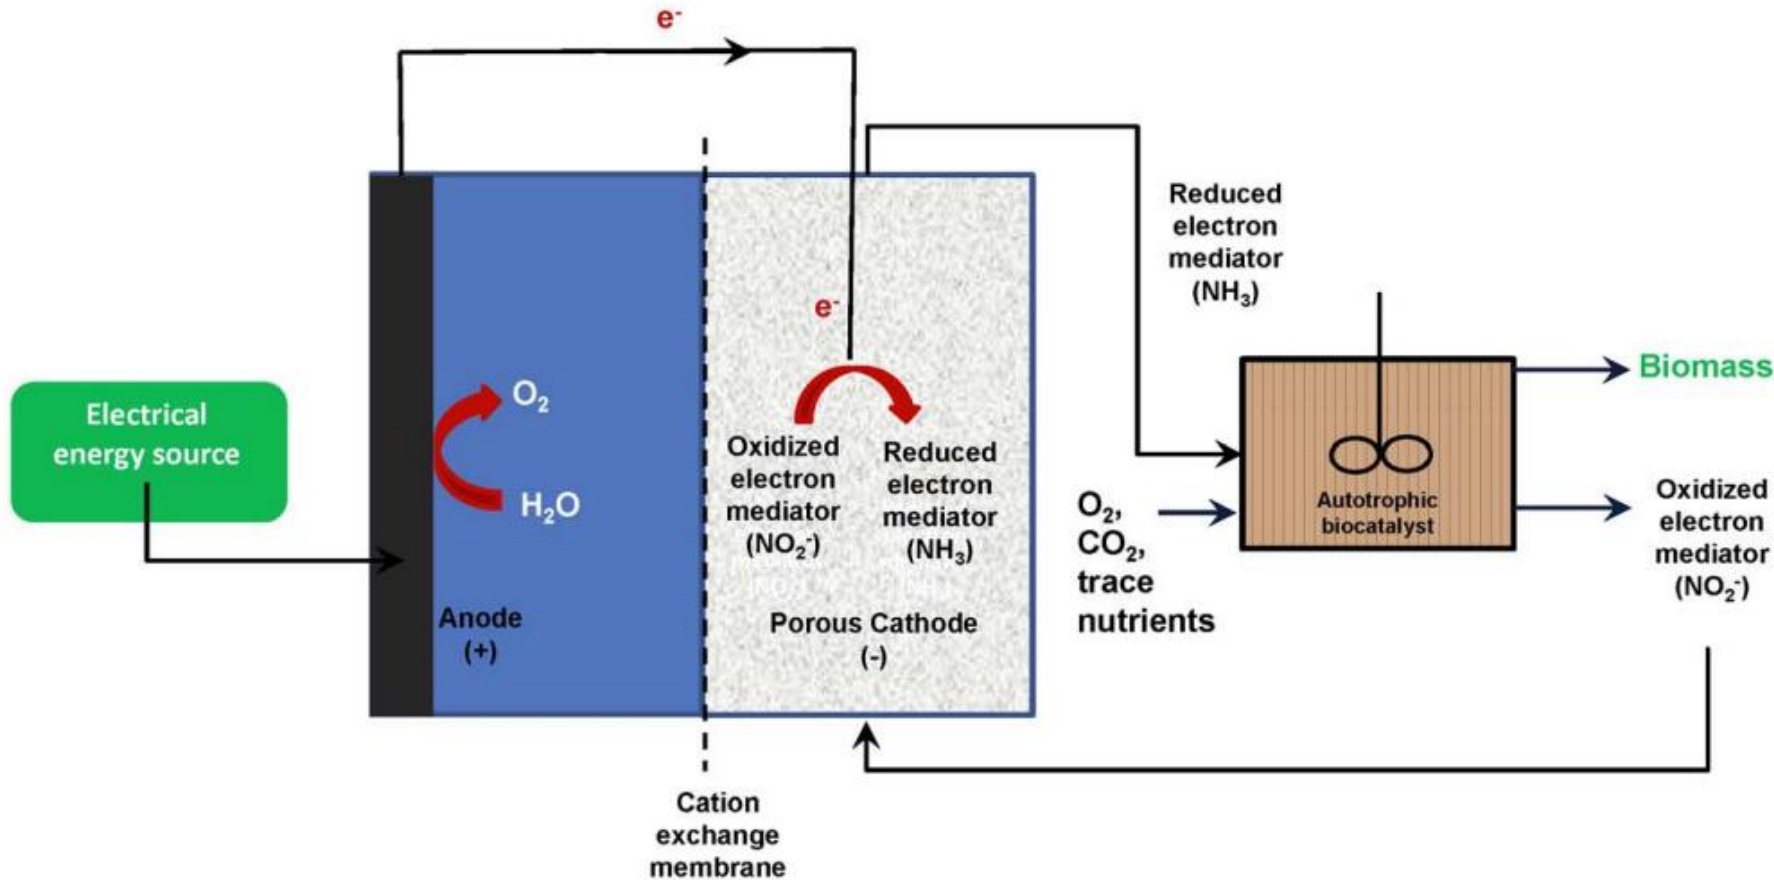 e⁻
Reduced
electron
mediator
(NH₃)
e⁻
Electrical
energy source
O₂
H₂O
Oxidized
electron
mediator
(NO₂⁻)
Reduced
electron
mediator
(NH₃)
Anode
(+)
Porous Cathode
(-)
Cation
exchange
membrane
O₂,
CO₂,
trace
nutrients
Autotrophic
biocatalyst
Biomass
Oxidized
electron
mediator
(NO₂⁻)